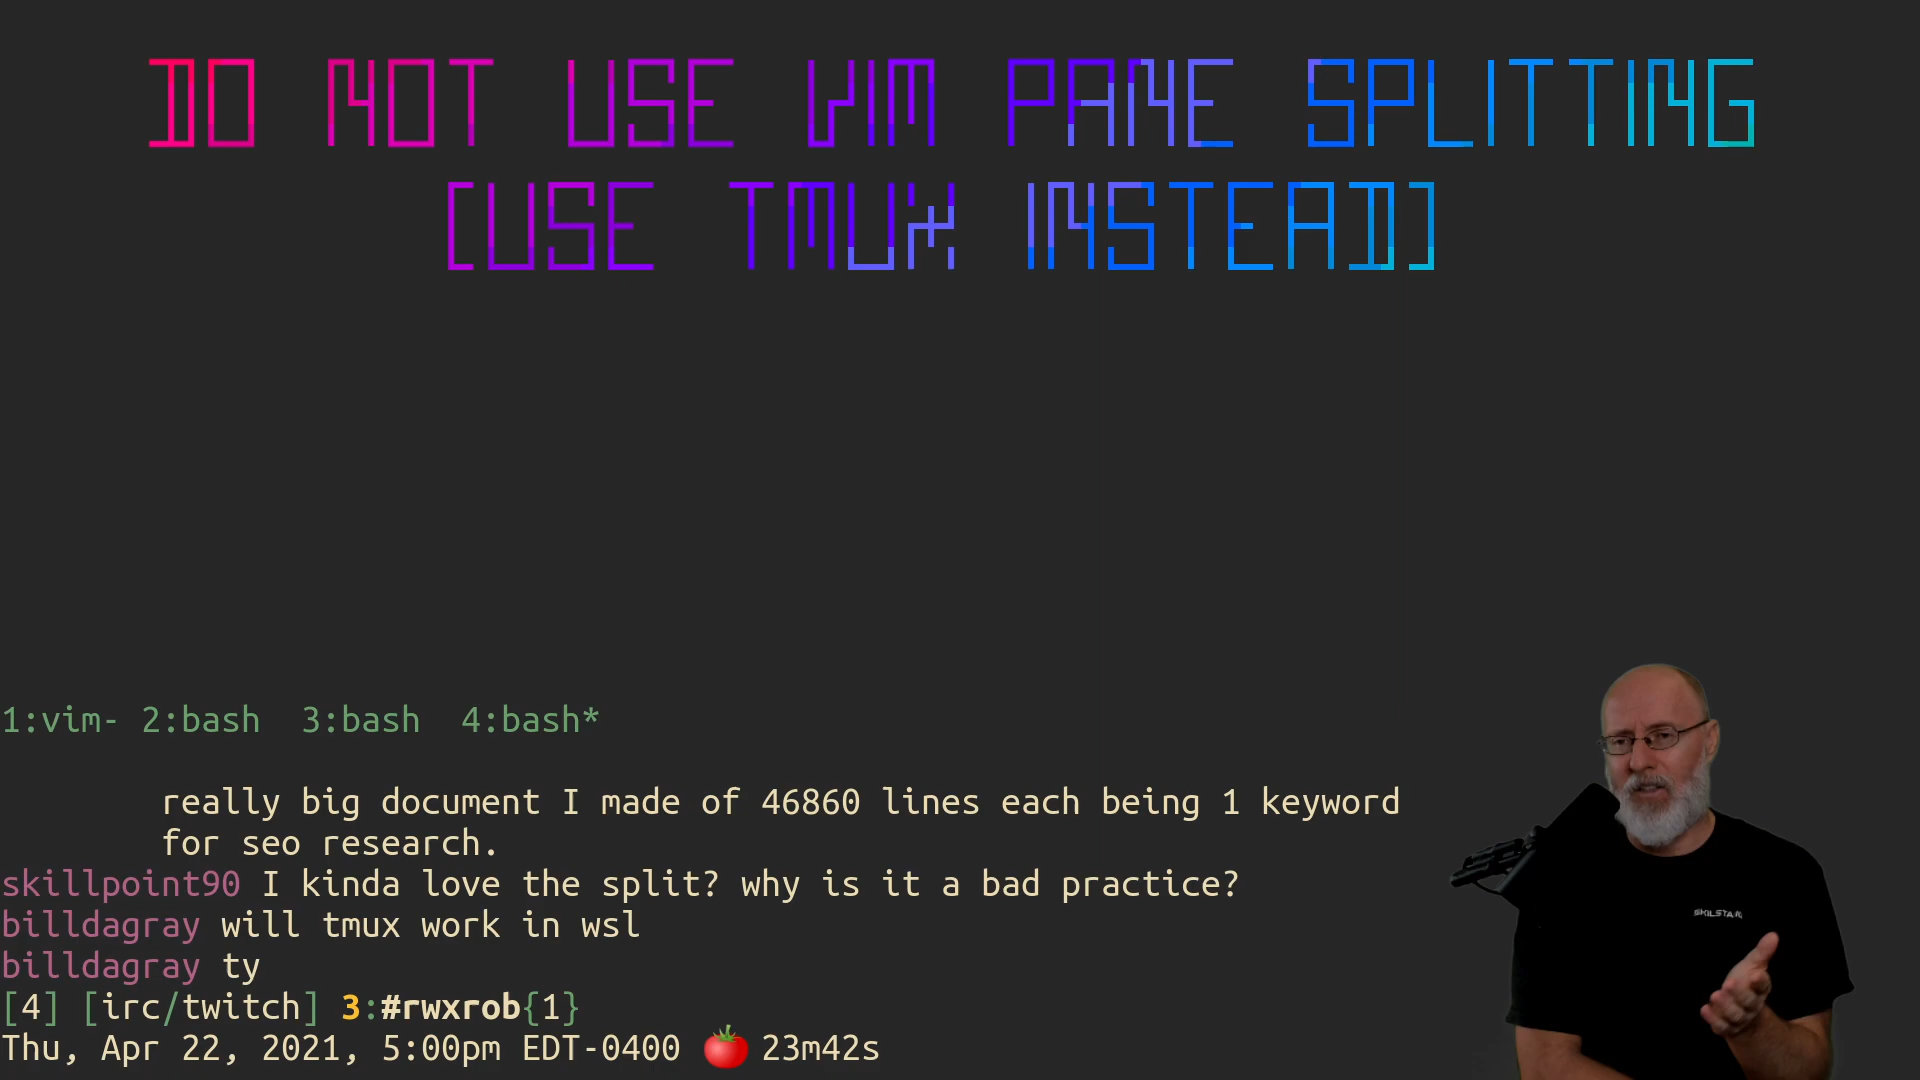 DO NOT USE VIM PANE SPLITTING
[USE TMUX INSTEAD]
1:vim- 2:bash  3:bash  4:bash*
really big document I made of 46860 lines each being 1 keyword
for seo research.
skillpoint90 I kinda love the split? why is it a bad practice?
billdagray will tmux work in wsl
billdagray ty
[4] [irc/twitch] 3:#rwxrob{1}
Thu, Apr 22, 2021, 5:00pm EDT-0400 🍅 23m42s